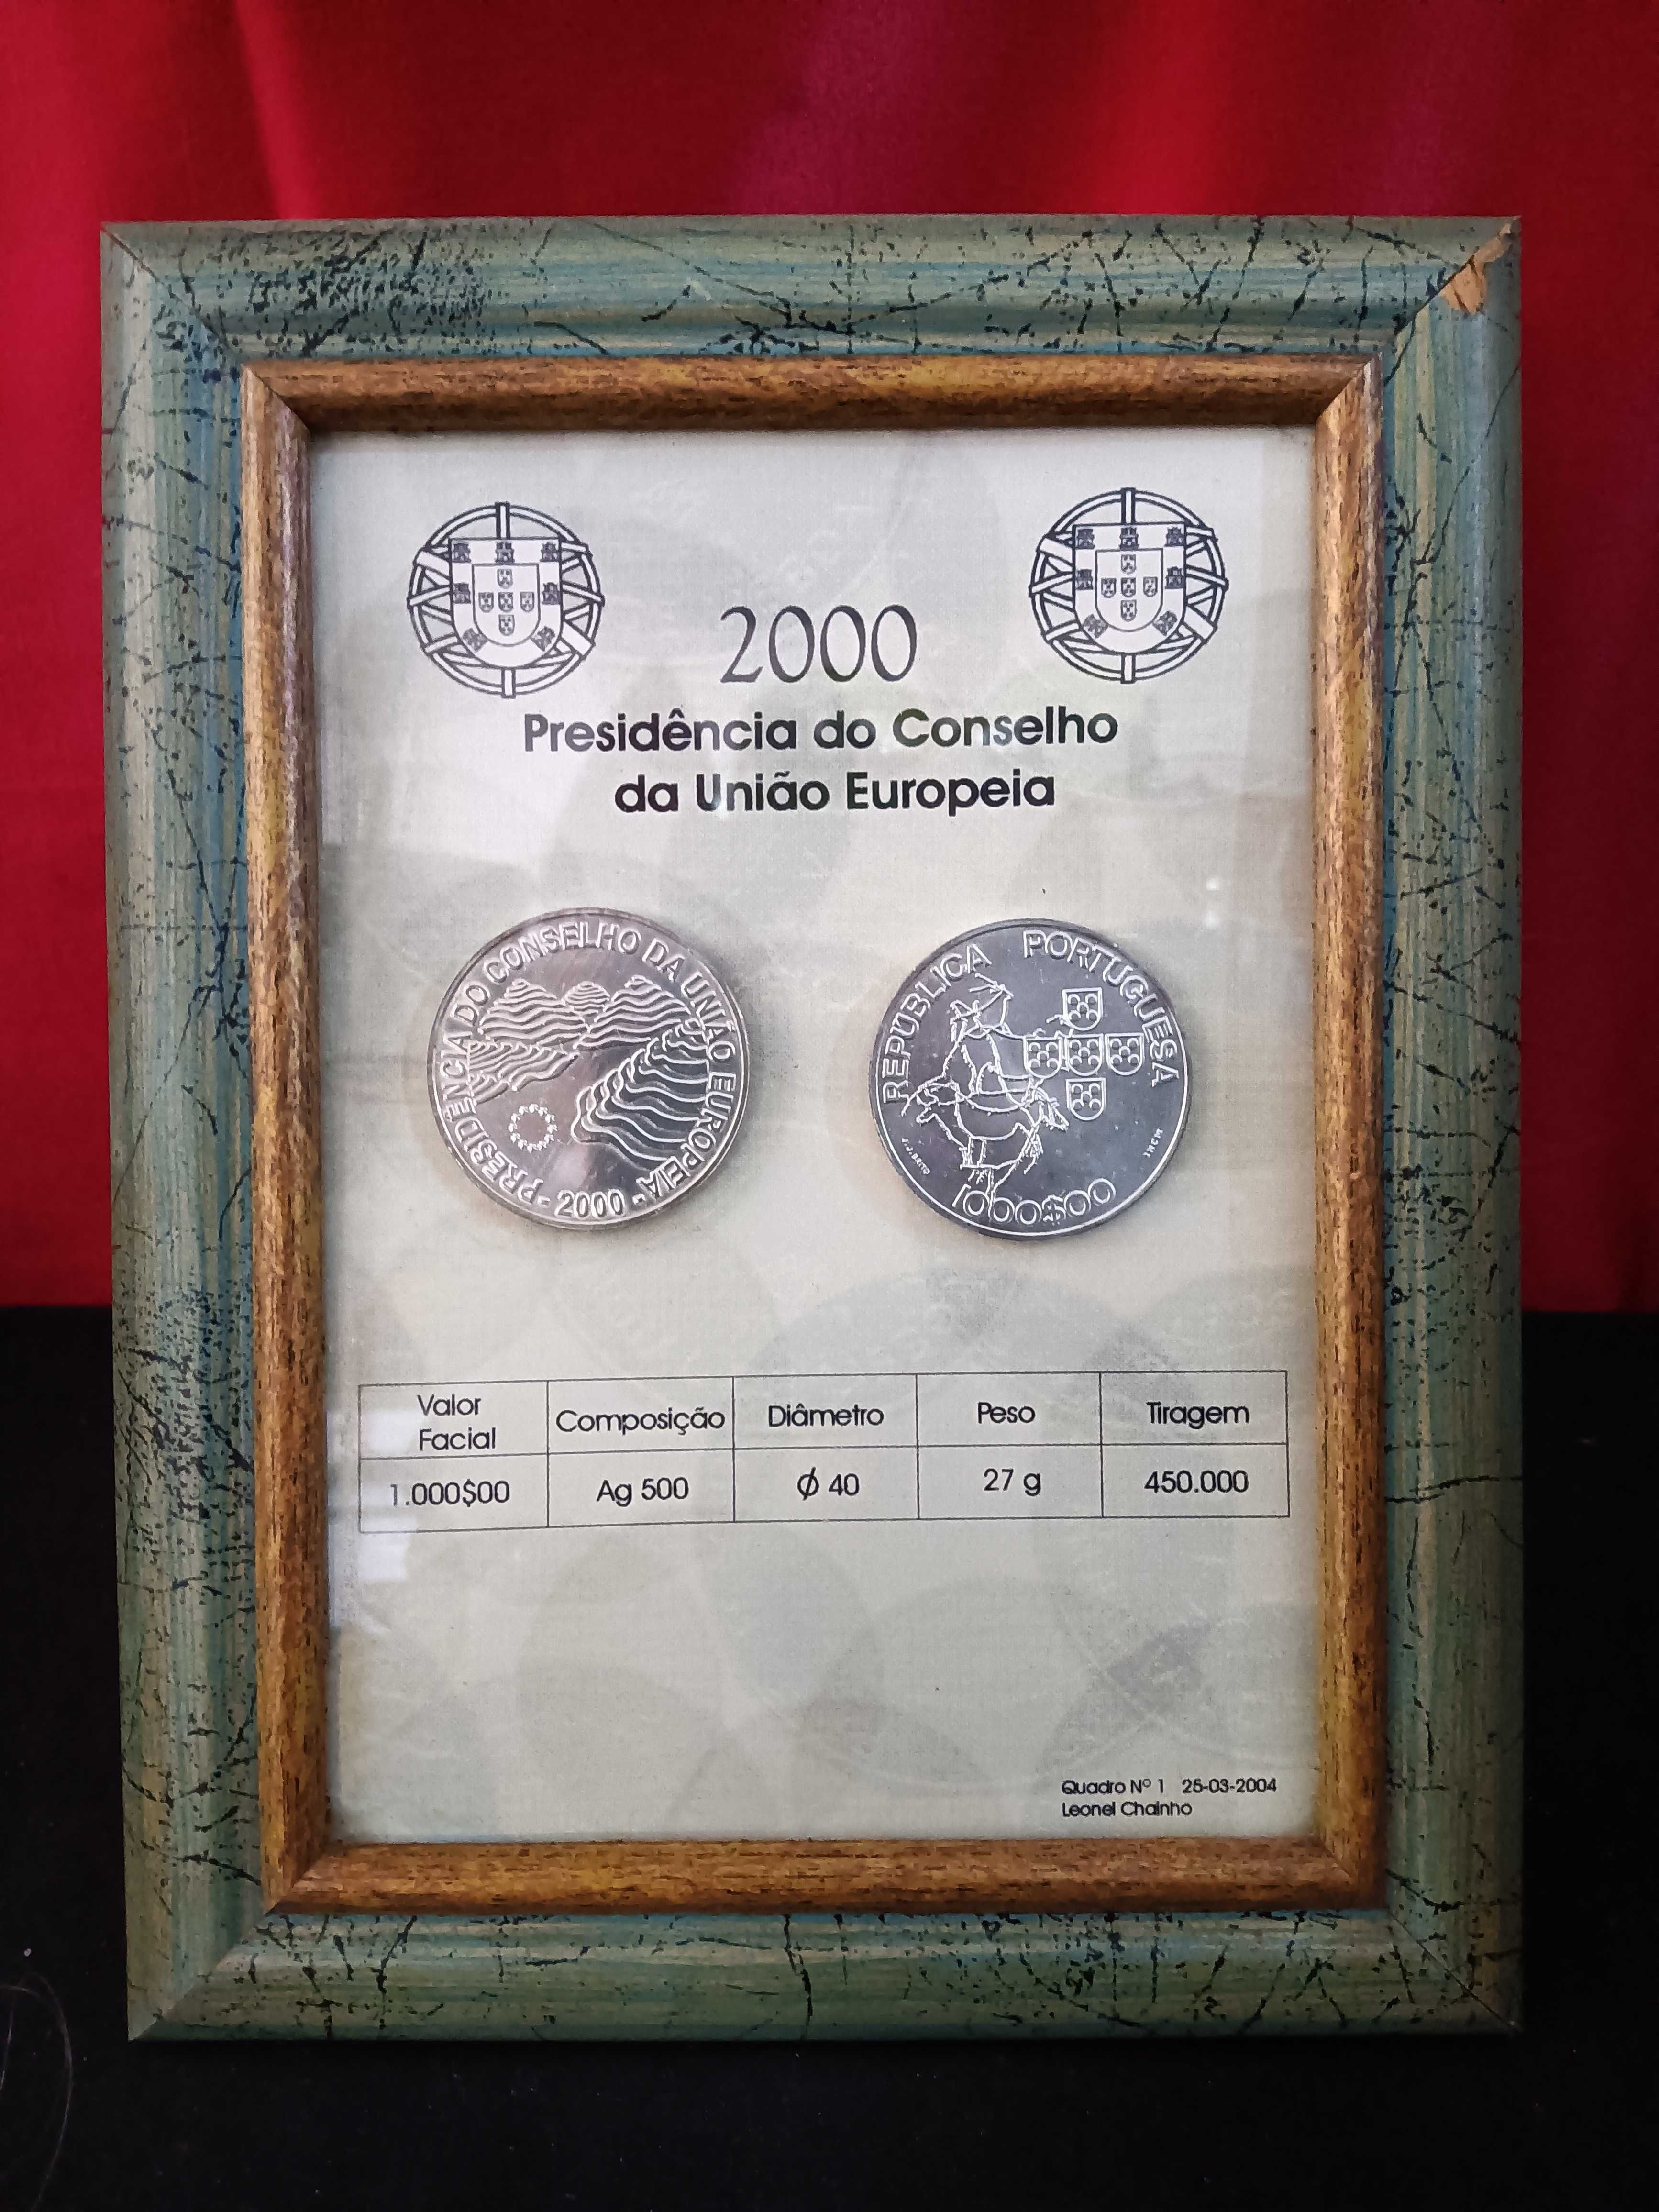 2000
Presidência do Conselho
da União Europeia
PRESIDÊNCIA DO CONSELHO DA UNIÃO EUROPEIA
- 2000 -
REPÚBLICA PORTUGUESA
J.J. BRITO
INCM
1000$00
Valor Facial Composição Diâmetro Peso Tiragem
1.000$00 Ag 500 Ø 40 27 g 450.000
Quadro Nº 1 25-03-2004
Leonel Chainho